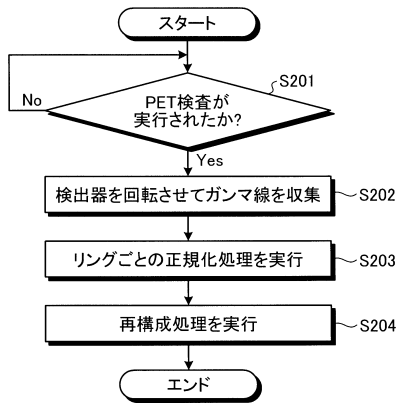 スタート
S201
PET検査が
実行されたか?
No
Yes
検出器を回転させてガンマ線を収集
S202
リングごとの正規化処理を実行
S203
再構成処理を実行
S204
エンド